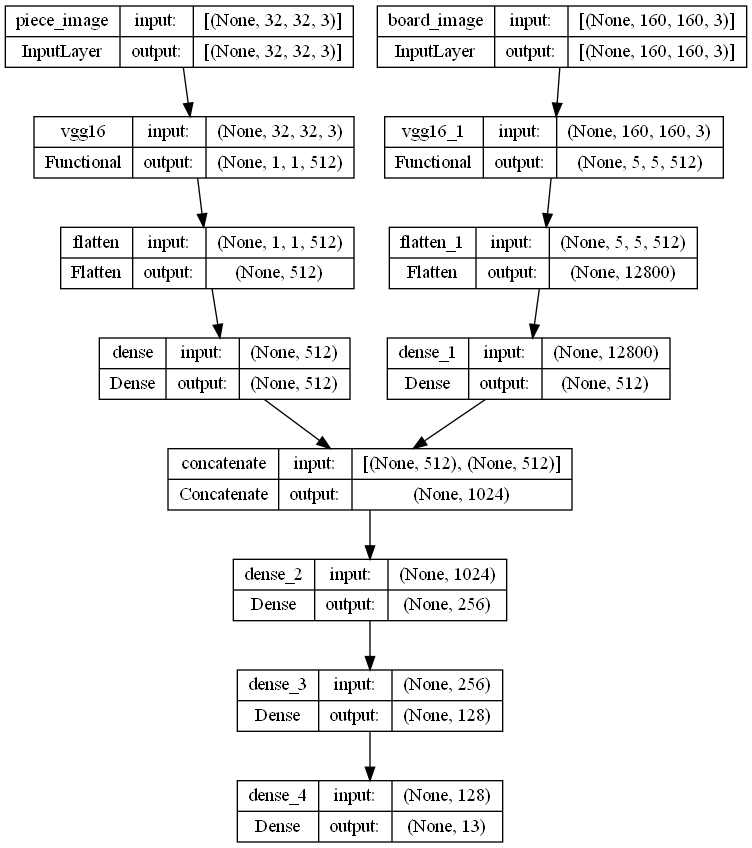 piece_image input: [(None, 32, 32, 3)]
InputLayer output: [(None, 32, 32, 3)]
board_image input: [(None, 160, 160, 3)]
InputLayer output: [(None, 160, 160, 3)]
vgg16 input: (None, 32, 32, 3)
Functional output: (None, 1, 1, 512)
vgg16_1 input: (None, 160, 160, 3)
Functional output: (None, 5, 5, 512)
flatten input: (None, 1, 1, 512)
Flatten output: (None, 512)
flatten_1 input: (None, 5, 5, 512)
Flatten output: (None, 12800)
dense input: (None, 512)
Dense output: (None, 512)
dense_1 input: (None, 12800)
Dense output: (None, 512)
concatenate input: [(None, 512), (None, 512)]
Concatenate output: (None, 1024)
dense_2 input: (None, 1024)
Dense output: (None, 256)
dense_3 input: (None, 256)
Dense output: (None, 128)
dense_4 input: (None, 128)
Dense output: (None, 13)